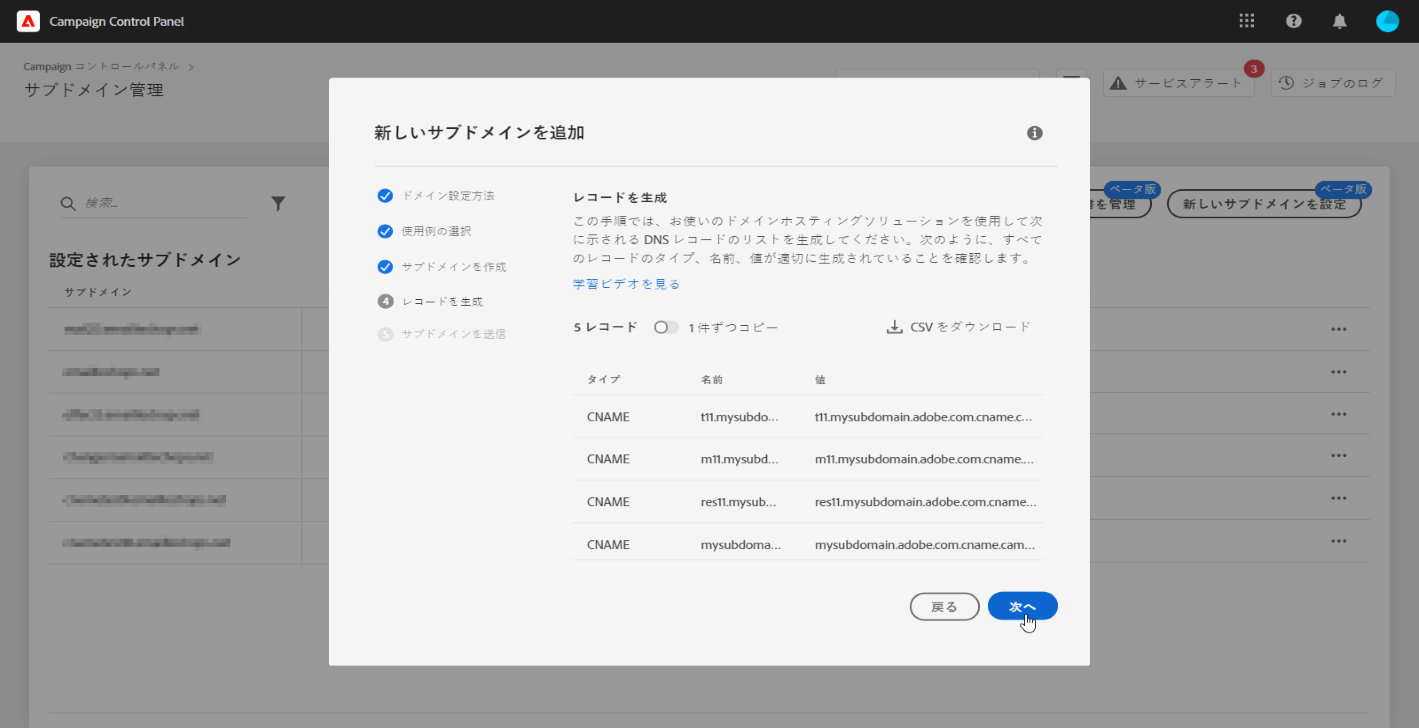 Campaign Control Panel
Campaign コントロールパネル >
サブドメイン管理
3
サービスアラート
ジョブのログ
検索...
ベータ版
を管理
ベータ版
新しいサブドメインを設定
設定されたサブドメイン
サブドメイン
新しいサブドメインを追加
ドメイン設定方法
使用例の選択
サブドメインを作成
4 レコードを生成
5 サブドメインを送信
レコードを生成
この手順では、お使いのドメインホスティングソリューションを使用して次
に示される DNS レコードのリストを生成してください。次のように、すべて
のレコードのタイプ、名前、値が適切に生成されていることを確認します。
学習ビデオを見る
5 レコード 1 件ずつコピー CSV をダウンロード
タイプ 名前 値
CNAME t11.mysubdo... t11.mysubdomain.adobe.com.cname.c...
CNAME m11.mysubd... m11.mysubdomain.adobe.com.cname....
CNAME res11.mysub... res11.mysubdomain.adobe.com.cname...
CNAME mysubdoma... mysubdomain.adobe.com.cname.cam...
戻る 次へ